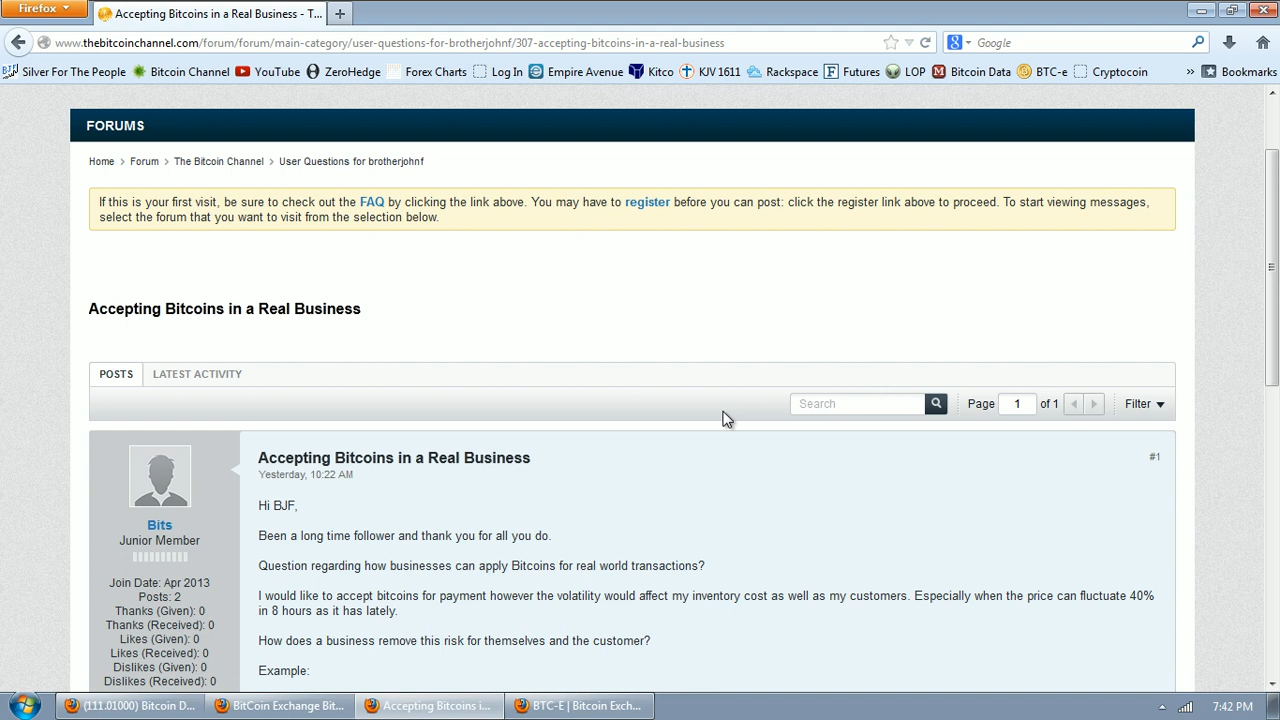 Firefox
Accepting Bitcoins in a Real Business - T...
www.thebitcoinchannel.com/forum/forum/main-category/user-questions-for-brotherjohnf/307-accepting-bitcoins-in-a-real-business
Google
Silver For The People Bitcoin Channel YouTube ZeroHedge Forex Charts Log In Empire Avenue Kitco KJV 1611 Rackspace Futures LOP Bitcoin Data BTC-e Cryptocoin » Bookmarks
FORUMS
Home > Forum > The Bitcoin Channel > User Questions for brotherjohnf
If this is your first visit, be sure to check out the FAQ by clicking the link above. You may have to register before you can post: click the register link above to proceed. To start viewing messages,
select the forum that you want to visit from the selection below.
Accepting Bitcoins in a Real Business
POSTS LATEST ACTIVITY
Search Page 1 of 1 Filter
Accepting Bitcoins in a Real Business #1
Yesterday, 10:22 AM
Hi BJF,
Been a long time follower and thank you for all you do.
Question regarding how businesses can apply Bitcoins for real world transactions?
I would like to accept bitcoins for payment however the volatility would affect my inventory cost as well as my customers. Especially when the price can fluctuate 40%
in 8 hours as it has lately.
How does a business remove this risk for themselves and the customer?
Example:
Bits
Junior Member
Join Date: Apr 2013
Posts: 2
Thanks (Given): 0
Thanks (Received): 0
Likes (Given): 0
Likes (Received): 0
Dislikes (Given): 0
Dislikes (Received): 0
(111.01000) Bitcoin D... BitCoin Exchange Bit... Accepting Bitcoins i... BTC-E | Bitcoin Exch... 7:42 PM